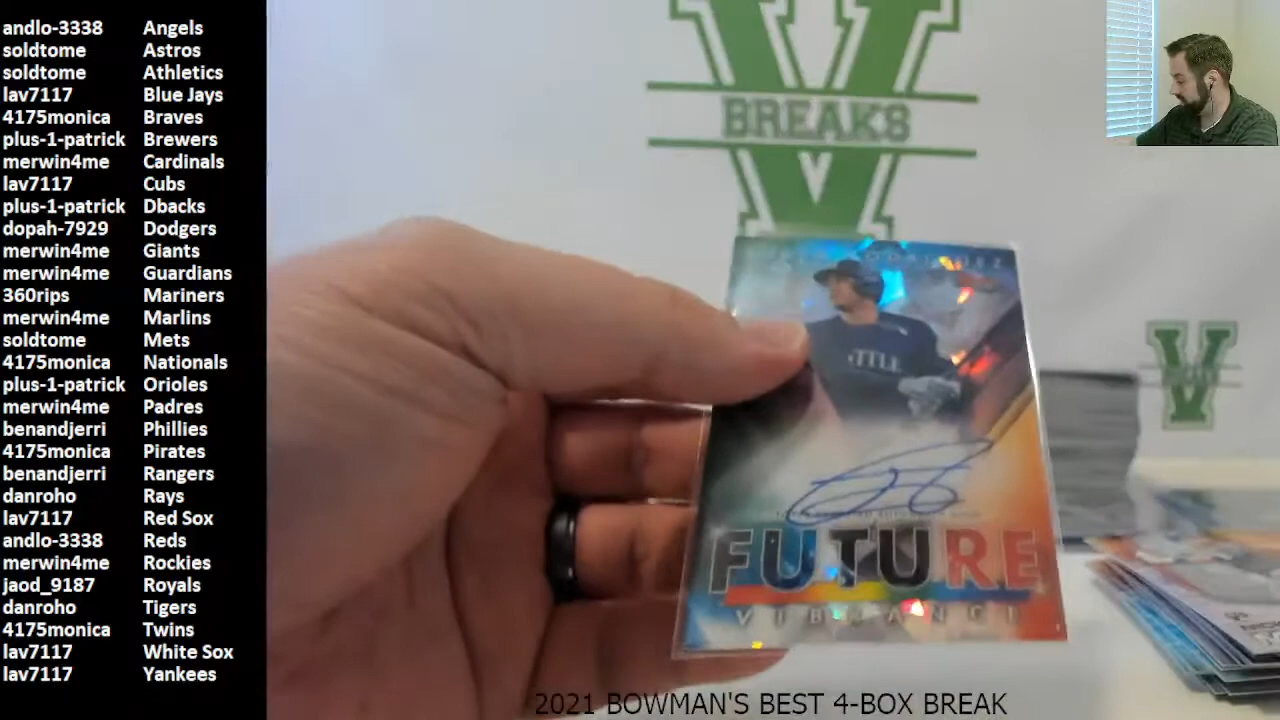 andlo-3338 Angels
soldtome Astros
soldtome Athletics
lav7117 Blue Jays
4175monica Braves
plus-1-patrick Brewers
merwin4me Cardinals
lav7117 Cubs
plus-1-patrick Dbacks
dopah-7929 Dodgers
merwin4me Giants
merwin4me Guardians
360rips Mariners
merwin4me Marlins
soldtome Mets
4175monica Nationals
plus-1-patrick Orioles
merwin4me Padres
benandjerri Phillies
4175monica Pirates
benandjerri Rangers
danroho Rays
lav7117 Red Sox
andlo-3338 Reds
merwin4me Rockies
jaod_9187 Royals
danroho Tigers
4175monica Twins
lav7117 White Sox
lav7117 Yankees
V
BREAKS
V
FUTURE
VIBRANCE
2021 BOWMAN'S BEST 4-BOX BREAK